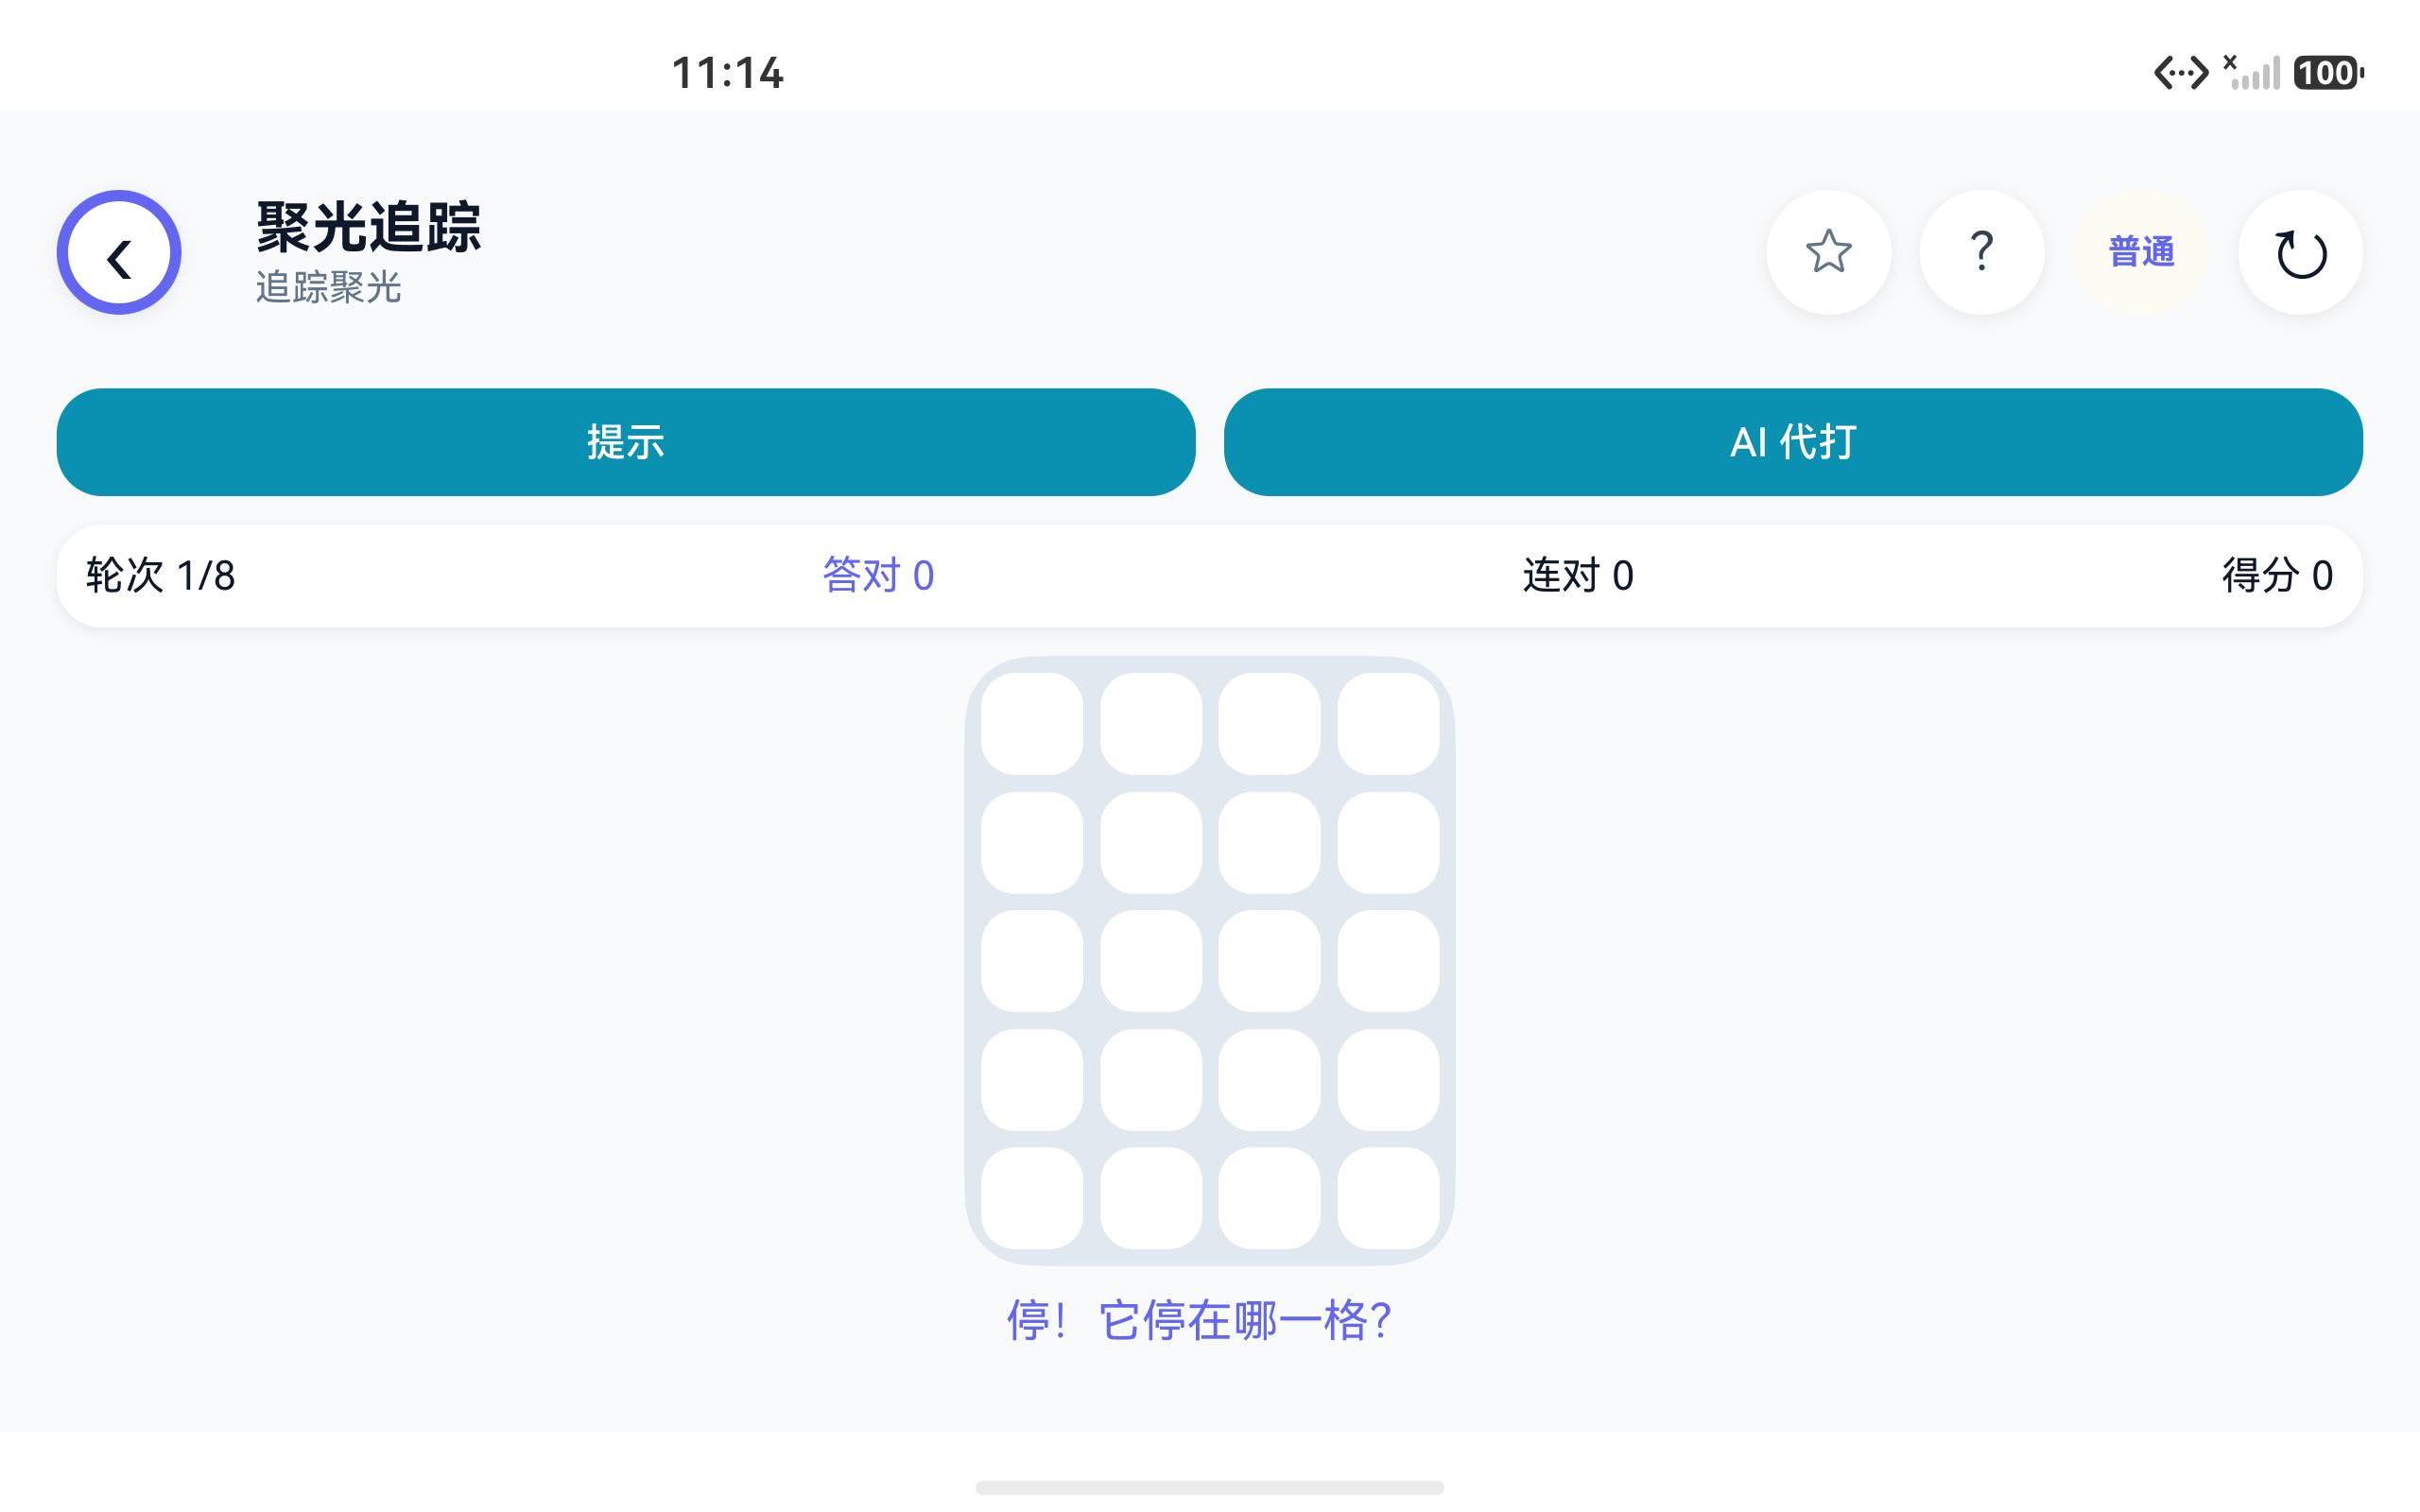 11:14
100
聚光追踪
追踪聚光
?
普通
提示
AI 代打
轮次 1/8
答对 0
连对 0
得分 0
停！它停在哪一格？